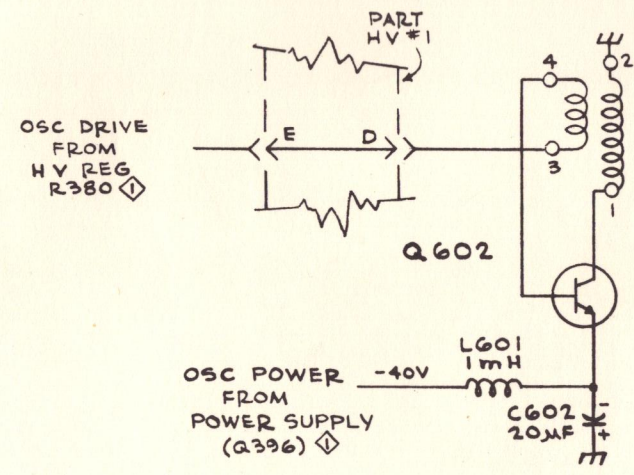 PART
HV #1
4
2
OSC DRIVE
FROM
HV REG
R380 1
E
D
3
1
Q602
L601
1mH
-40V
OSC POWER
FROM
POWER SUPPLY
(Q396) 1
C602
20µF
-
+